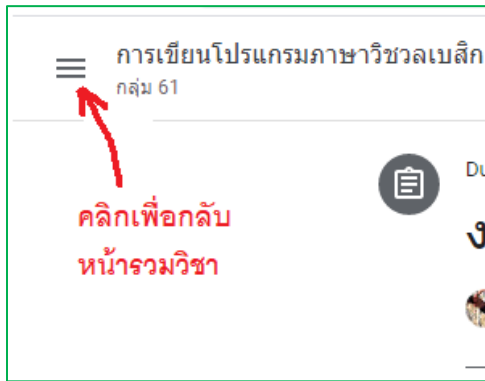 การเขียนโปรแกรมภาษาวิชวลเบสิก
กลุ่ม 61
คลิกเพื่อกลับ
หน้ารวมวิชา